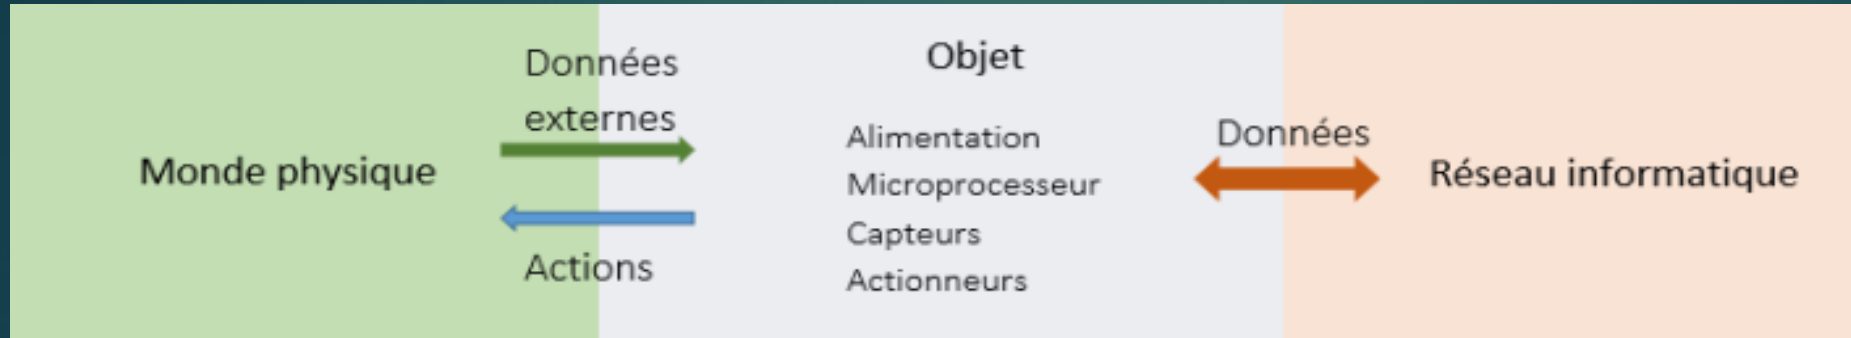 Monde physique
Données
externes
Actions
Objet
Alimentation
Microprocesseur
Capteurs
Actionneurs
Données
Réseau informatique